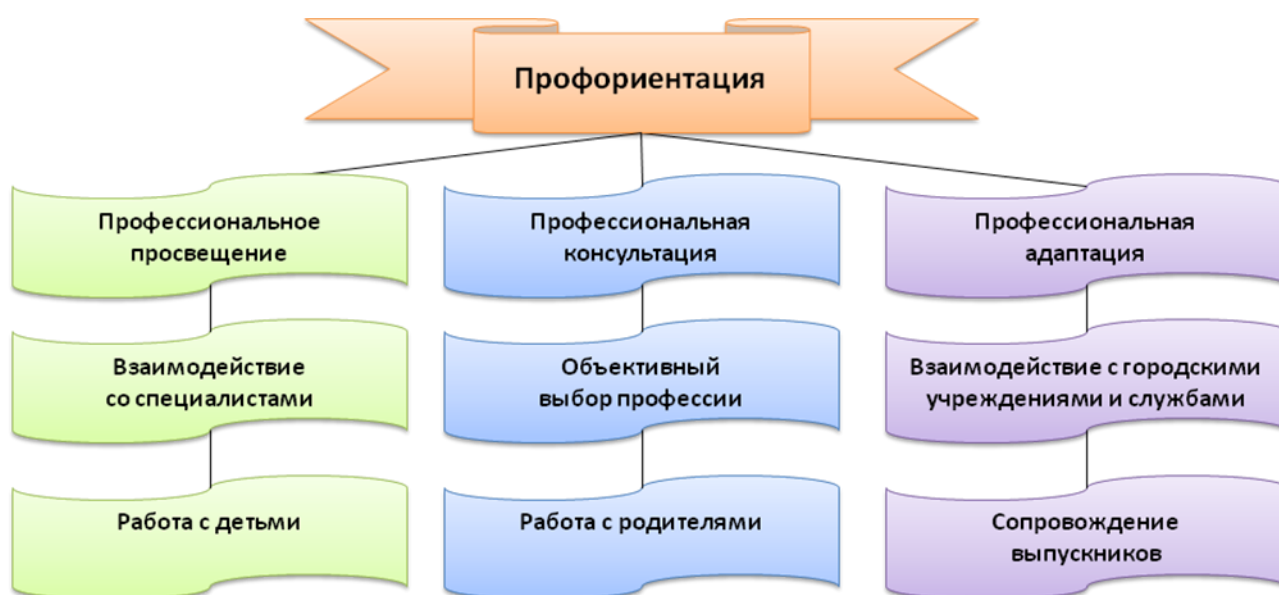 Профориентация
Профессиональное
просвещение
Профессиональная
консультация
Профессиональная
адаптация
Взаимодействие
со специалистами
Объективный
выбор профессии
Взаимодействие с городскими
учреждениями и службами
Работа с детьми
Работа с родителями
Сопровождение
выпускников